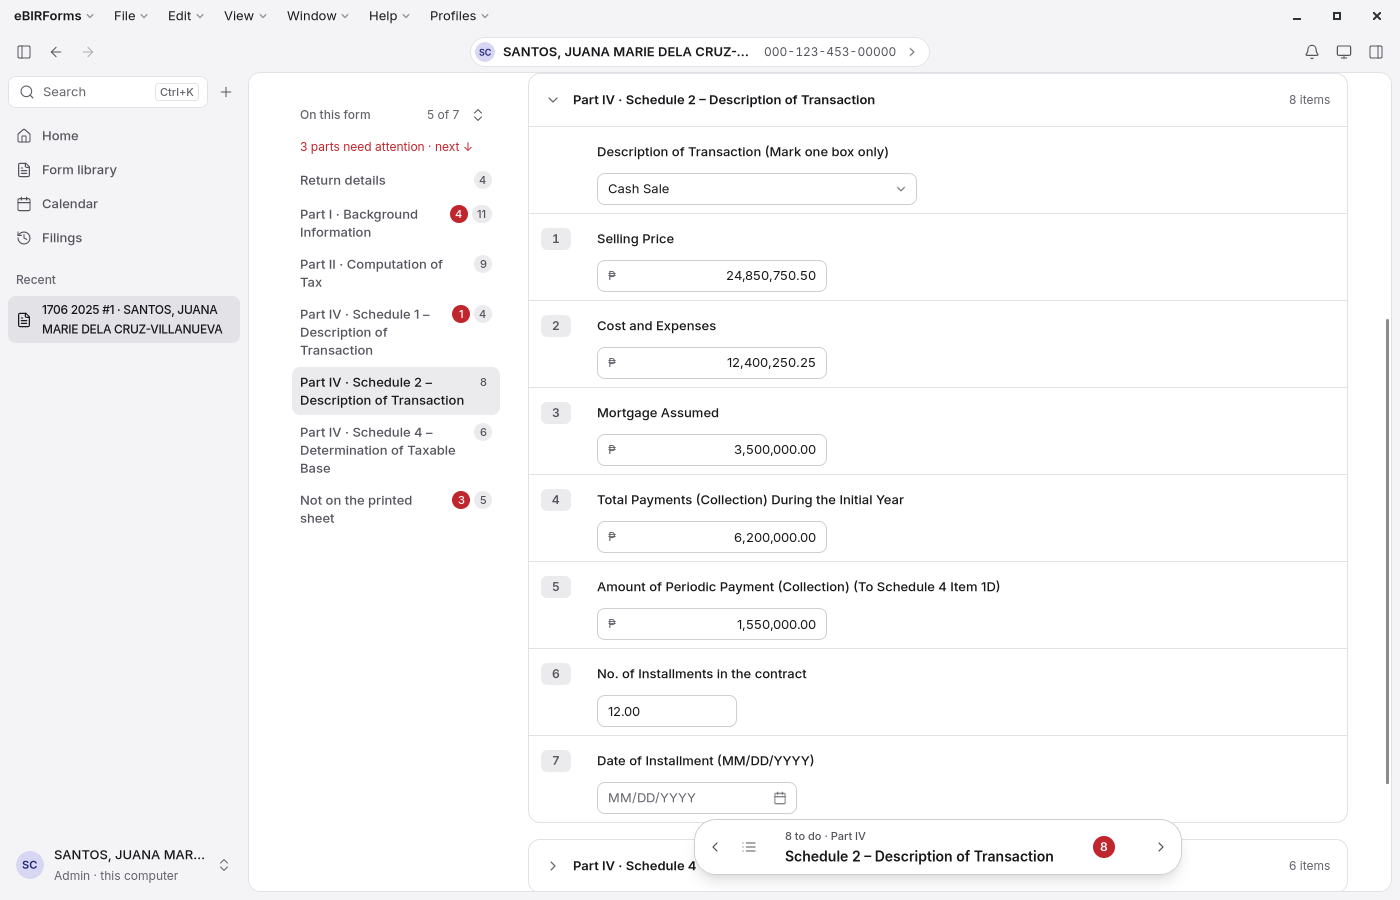 eBIRForms File Edit View Window Help Profiles
SC SANTOS, JUANA MARIE DELA CRUZ-... 000-123-453-00000
Search Ctrl+K
Home
Form library
Calendar
Filings
Recent
1706 2025 #1 · SANTOS, JUANA
MARIE DELA CRUZ-VILLANUEVA
SC SANTOS, JUANA MAR...
Admin · this computer
On this form 5 of 7
3 parts need attention · next ↓
Return details 4
Part I · Background 4 11
Information
Part II · Computation of 9
Tax
Part IV · Schedule 1 – 1 4
Description of
Transaction
Part IV · Schedule 2 – 8
Description of Transaction
Part IV · Schedule 4 – 6
Determination of Taxable
Base
Not on the printed 3 5
sheet
Part IV · Schedule 2 – Description of Transaction 8 items
Description of Transaction (Mark one box only)
Cash Sale
1 Selling Price
₱ 24,850,750.50
2 Cost and Expenses
₱ 12,400,250.25
3 Mortgage Assumed
₱ 3,500,000.00
4 Total Payments (Collection) During the Initial Year
₱ 6,200,000.00
5 Amount of Periodic Payment (Collection) (To Schedule 4 Item 1D)
₱ 1,550,000.00
6 No. of Installments in the contract
12.00
7 Date of Installment (MM/DD/YYYY)
MM/DD/YYYY
Part IV · Schedule 4 6 items
8 to do · Part IV
Schedule 2 – Description of Transaction 8